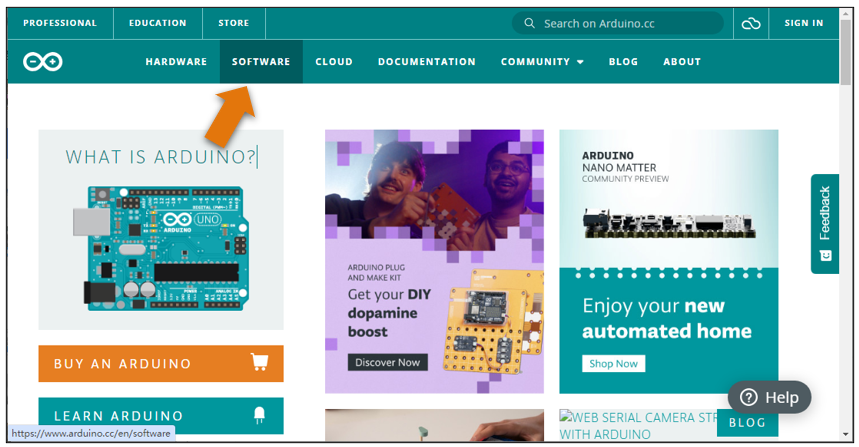 PROFESSIONAL
EDUCATION
STORE
Search on Arduino.cc
SIGN IN
HARDWARE
SOFTWARE
CLOUD
DOCUMENTATION
COMMUNITY
BLOG
ABOUT
WHAT IS ARDUINO?
UNO
ARDUINO
BUY AN ARDUINO
LEARN ARDUINO
ARDUINO PLUG
AND MAKE KIT
Get your DIY
dopamine
boost
Discover Now
ARDUINO
NANO MATTER
COMMUNITY PREVIEW
Enjoy your new
automated home
Shop Now
Feedback
Help
WEB SERIAL CAMERA STR
WITH ARDUINO
BLOG
https://www.arduino.cc/en/software